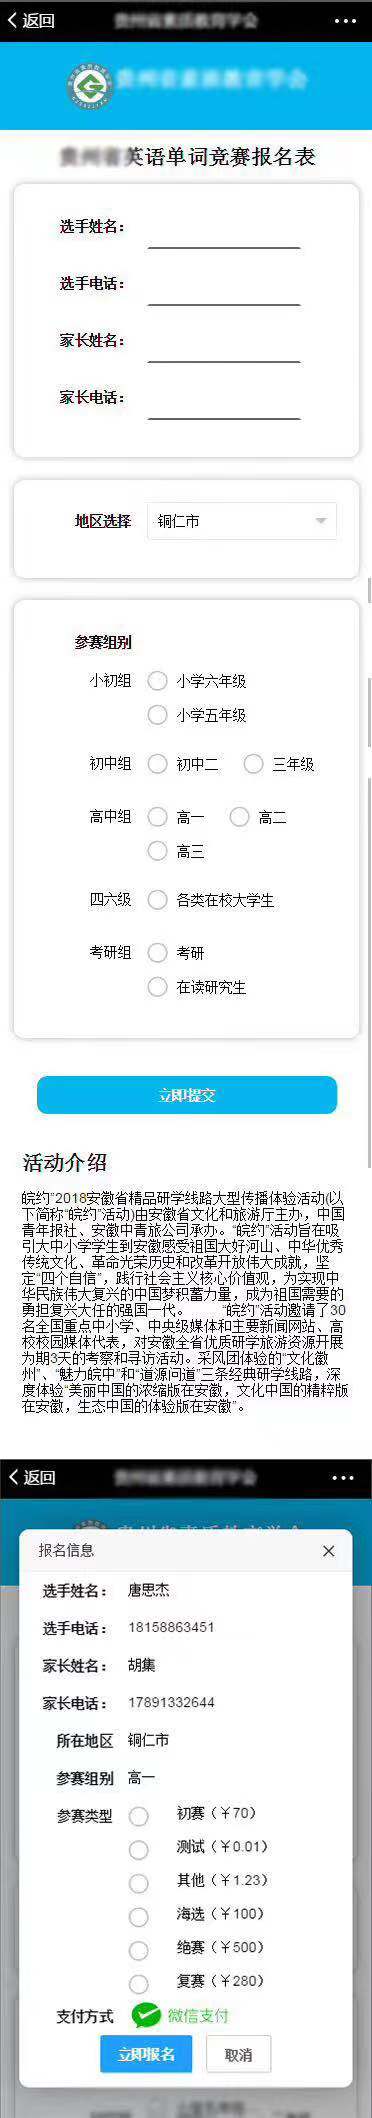 返回
英语单词竞赛报名表
选手姓名：
选手电话：
家长姓名：
家长电话：
地区选择 铜仁市
参赛组别
小初组 小学六年级
小学五年级
初中组 初中二 三年级
高中组 高一 高二
高三
四六级 各类在校大学生
考研组 考研
在读研究生
立即提交
活动介绍
皖约”2018安徽省精品研学线路大型传播体验活动(以
下简称“皖约”活动)由安徽省文化和旅游厅主办，中国
青年报社、安徽中青旅公司承办。“皖约”活动旨在吸
引大中小学学生到安徽感受祖国大好河山、中华优秀
传统文化、革命光荣历史和改革开放伟大成就，坚
定“四个自信”，践行社会主义核心价值观，为实现中
华民族伟大复兴的中国梦积蓄力量，成为祖国需要的
勇担复兴大任的强国一代。 “皖约”活动邀请了30
名全国重点中小学、中央级媒体和主要新闻网站、高
校校园媒体代表，对安徽全省优质研学旅游资源开展
为期3天的考察和寻访活动。采风团体验的“文化徽
州”、“魅力皖中”和“道源问道”三条经典研学线路，深
度体验“美丽中国的浓缩版在安徽，文化中国的精粹版
在安徽，生态中国的体验版在安徽”。
返回
报名信息
选手姓名： 唐思杰
选手电话： 18158863451
家长姓名： 胡集
家长电话： 17891332644
所在地区 铜仁市
参赛组别 高一
参赛类型 初赛（￥70）
测试（￥0.01）
其他（￥1.23）
海选（￥100）
绝赛（￥500）
复赛（￥280）
支付方式 微信支付
立即报名 取消